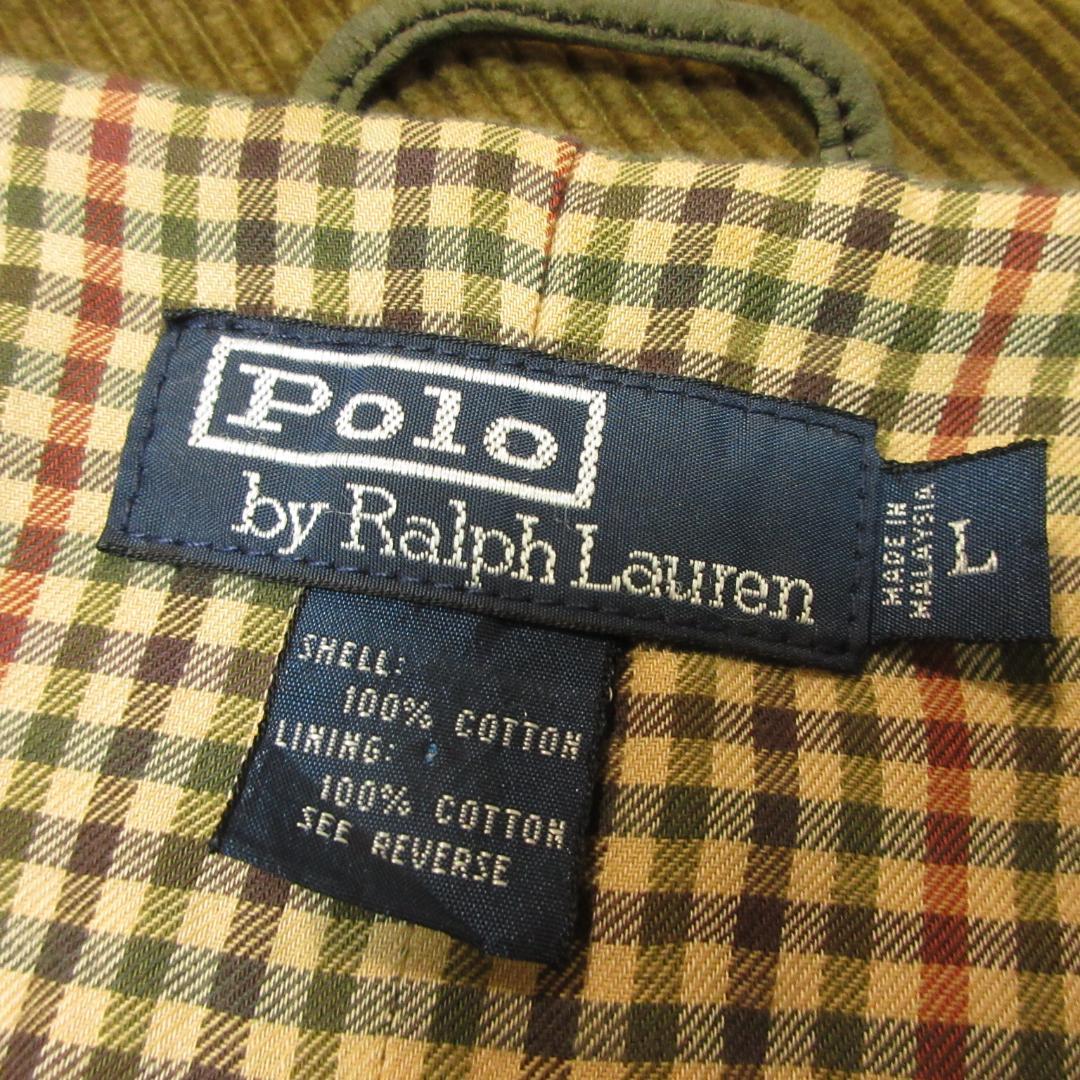 Polo
by Ralph Lauren
MADE IN
MALAYSIA
L
SHELL:
100% COTTON
LINING:
100% COTTON
SEE REVERSE